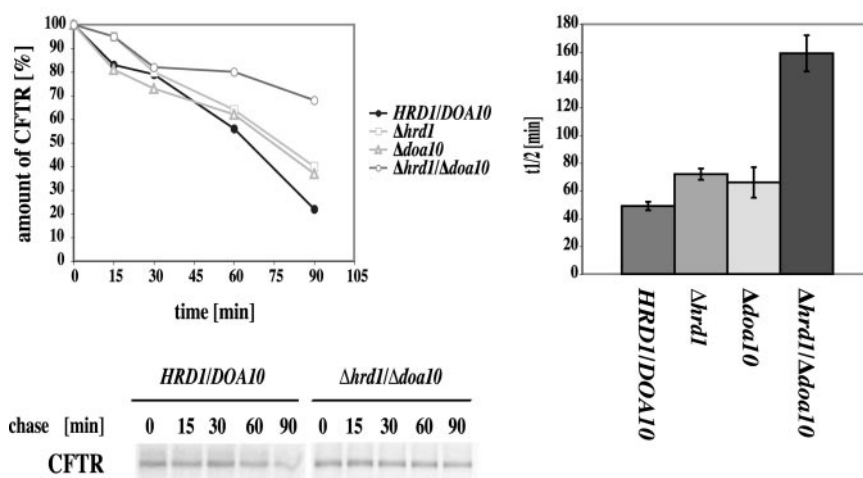 amount of CFTR [%]
100
90
80
70
60
50
40
30
20
10
0
0 15 30 45 60 75 90 105
time [min]
HRD1/DOA10
Δhrd1
Δdoa10
Δhrd1/Δdoa10
t1/2 [min]
180
160
140
120
100
80
60
40
20
0
HRD1/DOA10
Δhrd1
Δdoa10
Δhrd1/Δdoa10
HRD1/DOA10 Δhrd1/Δdoa10
chase [min] 0 15 30 60 90 0 15 30 60 90
CFTR